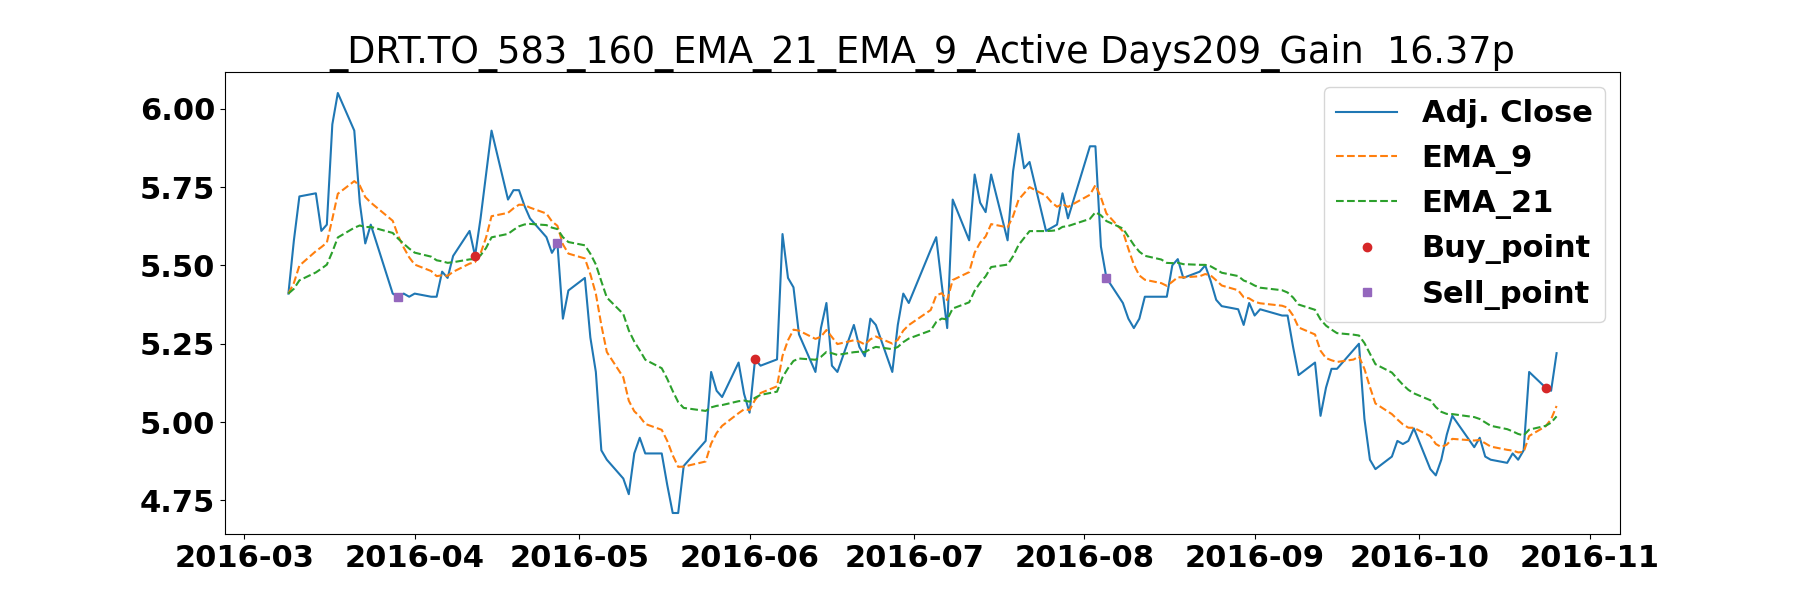 _DRT.TO_583_160_EMA_21_EMA_9_Active Days209_Gain  16.37p
6.00
5.75
5.50
5.25
5.00
4.75
Adj. Close
EMA_9
EMA_21
Buy_point
Sell_point
2016-03 2016-04 2016-05 2016-06 2016-07 2016-08 2016-09 2016-10 2016-11